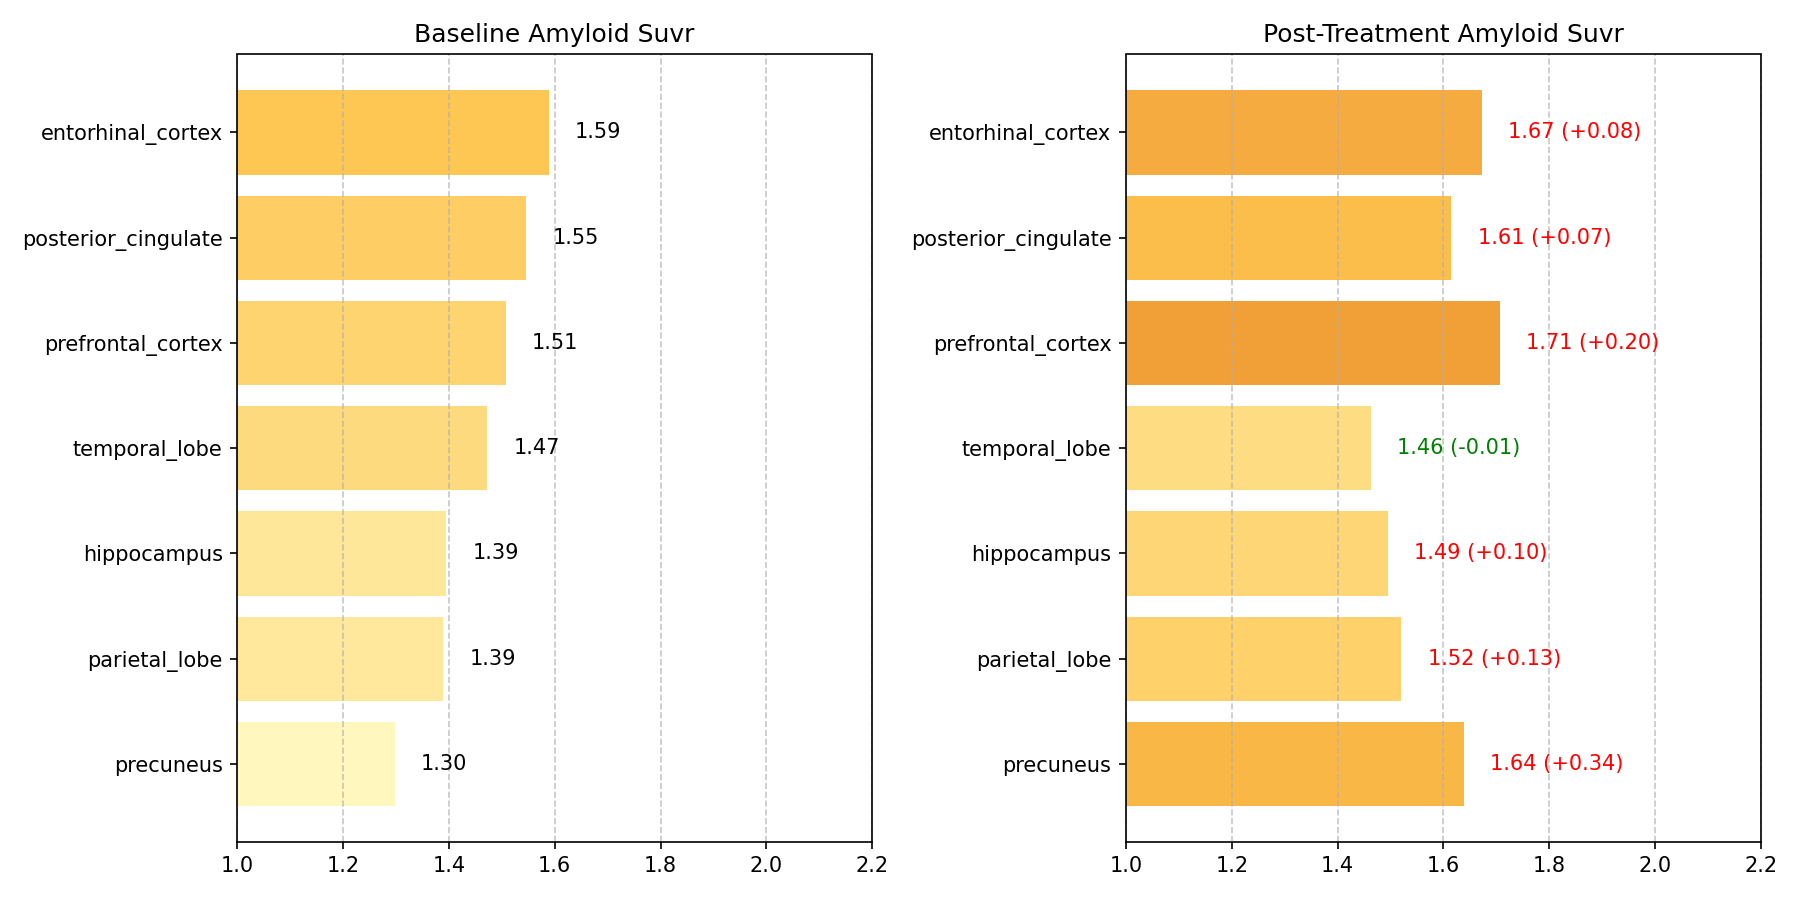 Baseline Amyloid Suvr
entorhinal_cortex
1.59
posterior_cingulate
1.55
prefrontal_cortex
1.51
temporal_lobe
1.47
hippocampus
1.39
parietal_lobe
1.39
precuneus
1.30
1.0 1.2 1.4 1.6 1.8 2.0 2.2
Post-Treatment Amyloid Suvr
entorhinal_cortex
1.67 (+0.08)
posterior_cingulate
1.61 (+0.07)
prefrontal_cortex
1.71 (+0.20)
temporal_lobe
1.46 (-0.01)
hippocampus
1.49 (+0.10)
parietal_lobe
1.52 (+0.13)
precuneus
1.64 (+0.34)
1.0 1.2 1.4 1.6 1.8 2.0 2.2